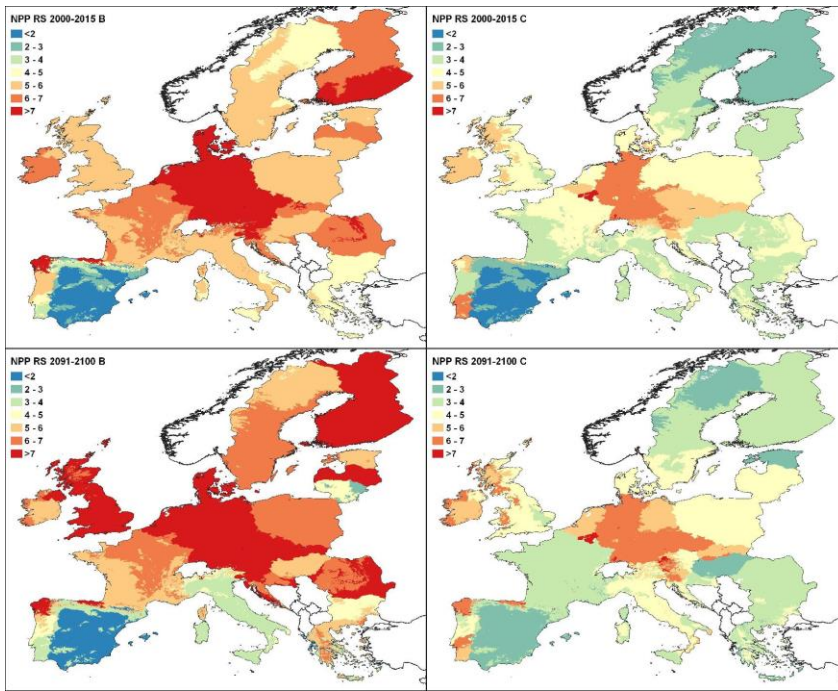 NPP RS 2000-2015 B
<2
2 - 3
3 - 4
4 - 5
5 - 6
6 - 7
>7
NPP RS 2000-2015 C
<2
2 - 3
3 - 4
4 - 5
5 - 6
6 - 7
>7
NPP RS 2091-2100 B
<2
2 - 3
3 - 4
4 - 5
5 - 6
6 - 7
>7
NPP RS 2091-2100 C
<2
2 - 3
3 - 4
4 - 5
5 - 6
6 - 7
>7